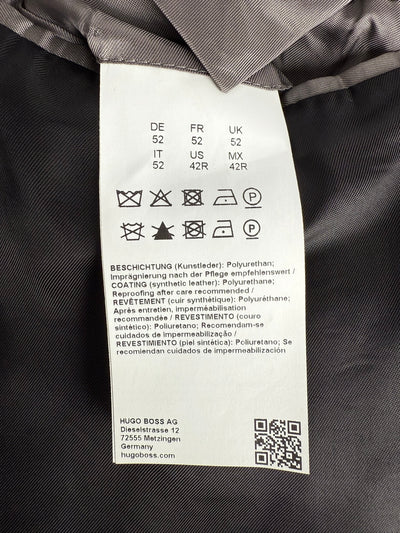 DE FR UK
52 52 52
IT US MX
52 42R 42R
BESCHICHTUNG (Kunstleder): Polyurethan;
Imprägnierung nach der Pflege empfehlenswert /
COATING (synthetic leather): Polyurethane;
Reproofing after care recommended /
REVÊTEMENT (cuir synthétique): Polyuréthane;
Après entretien, imperméabilisation
recommandée / REVESTIMENTO (couro
sintético): Poliuretano; Recomendam-se
cuidados de impermeabilização /
REVESTIMIENTO (piel sintética): Poliuretano; Se
recomiendan cuidados de impermeabilización
HUGO BOSS AG
Dieselstrasse 12
72555 Metzingen
Germany
hugoboss.com